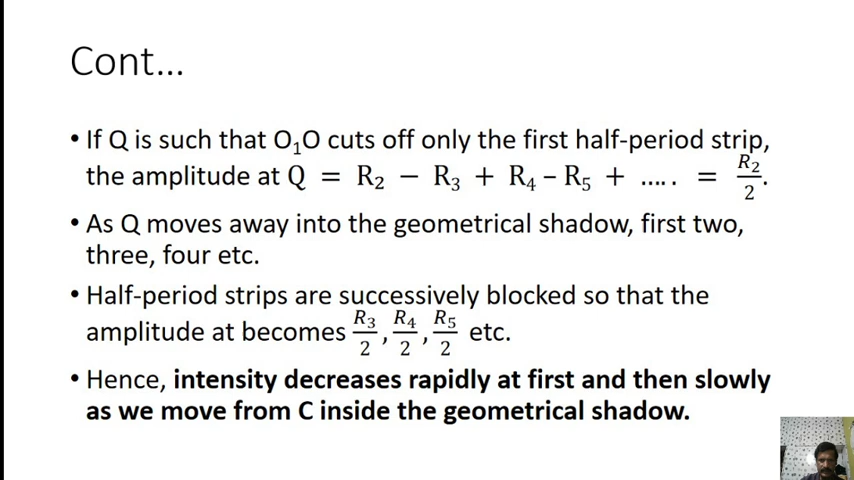 Cont...
• If Q is such that O₁O cuts off only the first half-period strip,
the amplitude at Q = R₂ − R₃ + R₄ – R₅ + ..... = R₂/2.
• As Q moves away into the geometrical shadow, first two,
three, four etc.
• Half-period strips are successively blocked so that the
amplitude at becomes R₃/2, R₄/2, R₅/2 etc.
• Hence, intensity decreases rapidly at first and then slowly
as we move from C inside the geometrical shadow.